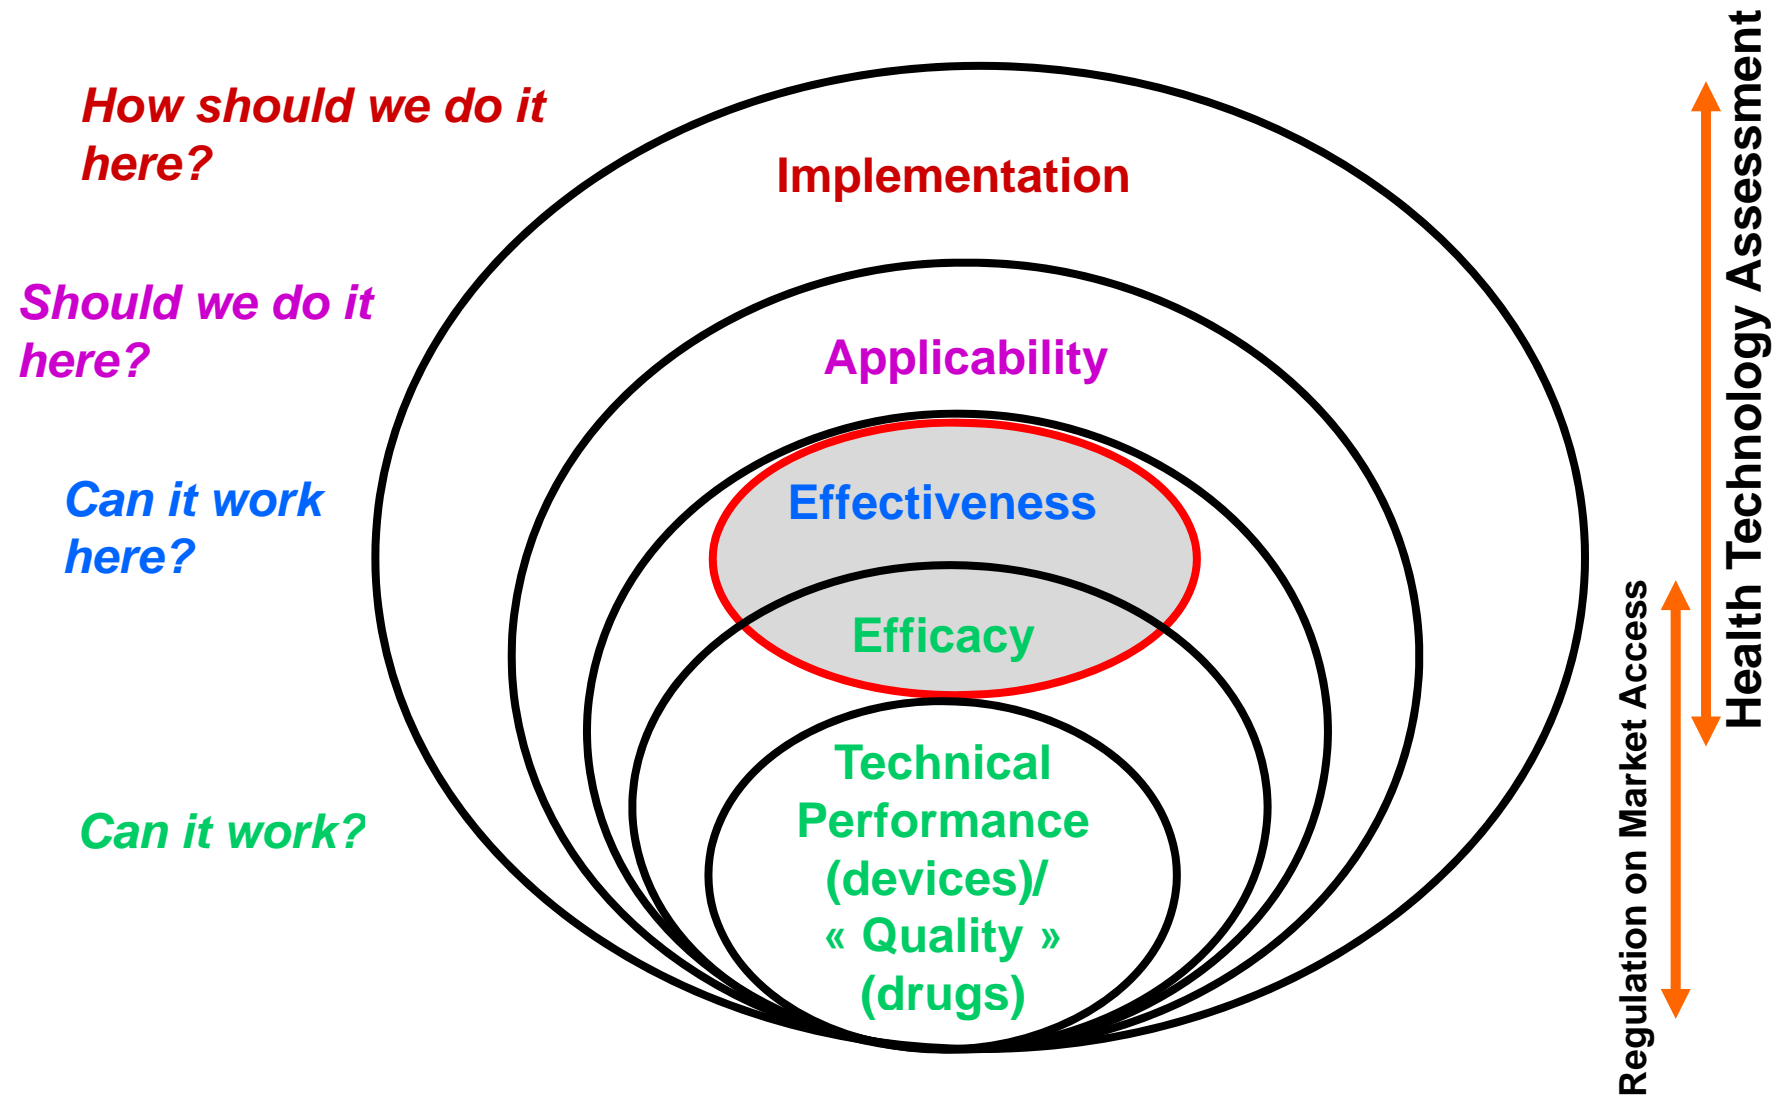 How should we do it
here?
Implementation
Should we do it
here?
Applicability
Can it work
here?
Effectiveness
Efficacy
Can it work?
Technical
Performance
(devices)/
« Quality »
(drugs)
Regulation on Market Access
Health Technology Assessment